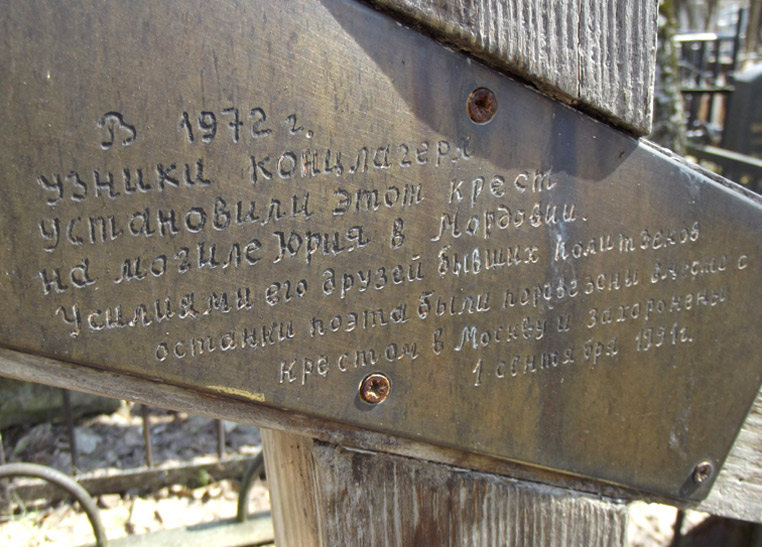 В 1972 г.
узники концлагеря
установили этот крест
на могиле Юрия в Мордовии.
Усилиями его друзей бывших политзеков
останки поэта были перевезены вместе с
крестом в Москву и захоронены
1 сентября 1991г.